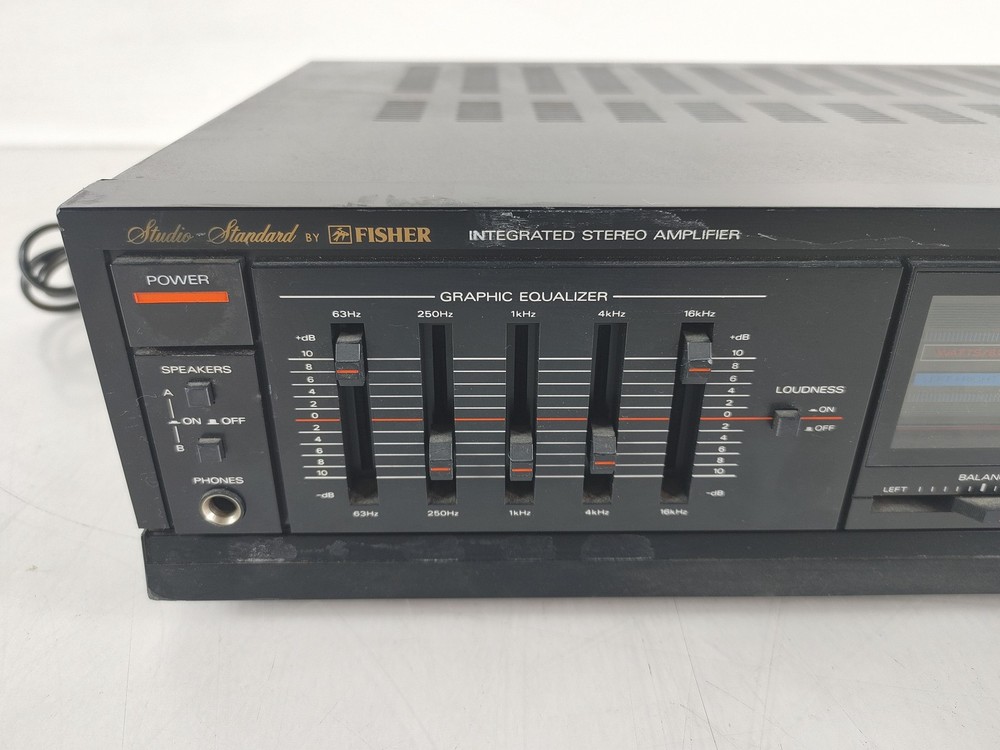 Studio-Standard BY FISHER INTEGRATED STEREO AMPLIFIER
POWER
SPEAKERS
A
ON OFF
B
PHONES
GRAPHIC EQUALIZER
63Hz 250Hz 1kHz 4kHz 16kHz
+dB +dB
10 10
8 8
6 6
4 4
2 2
0 0
2 2
4 4
6 6
8 8
10 10
-dB -dB
63Hz 250Hz 1kHz 4kHz 16kHz
LOUDNESS
ON
OFF
LEFT